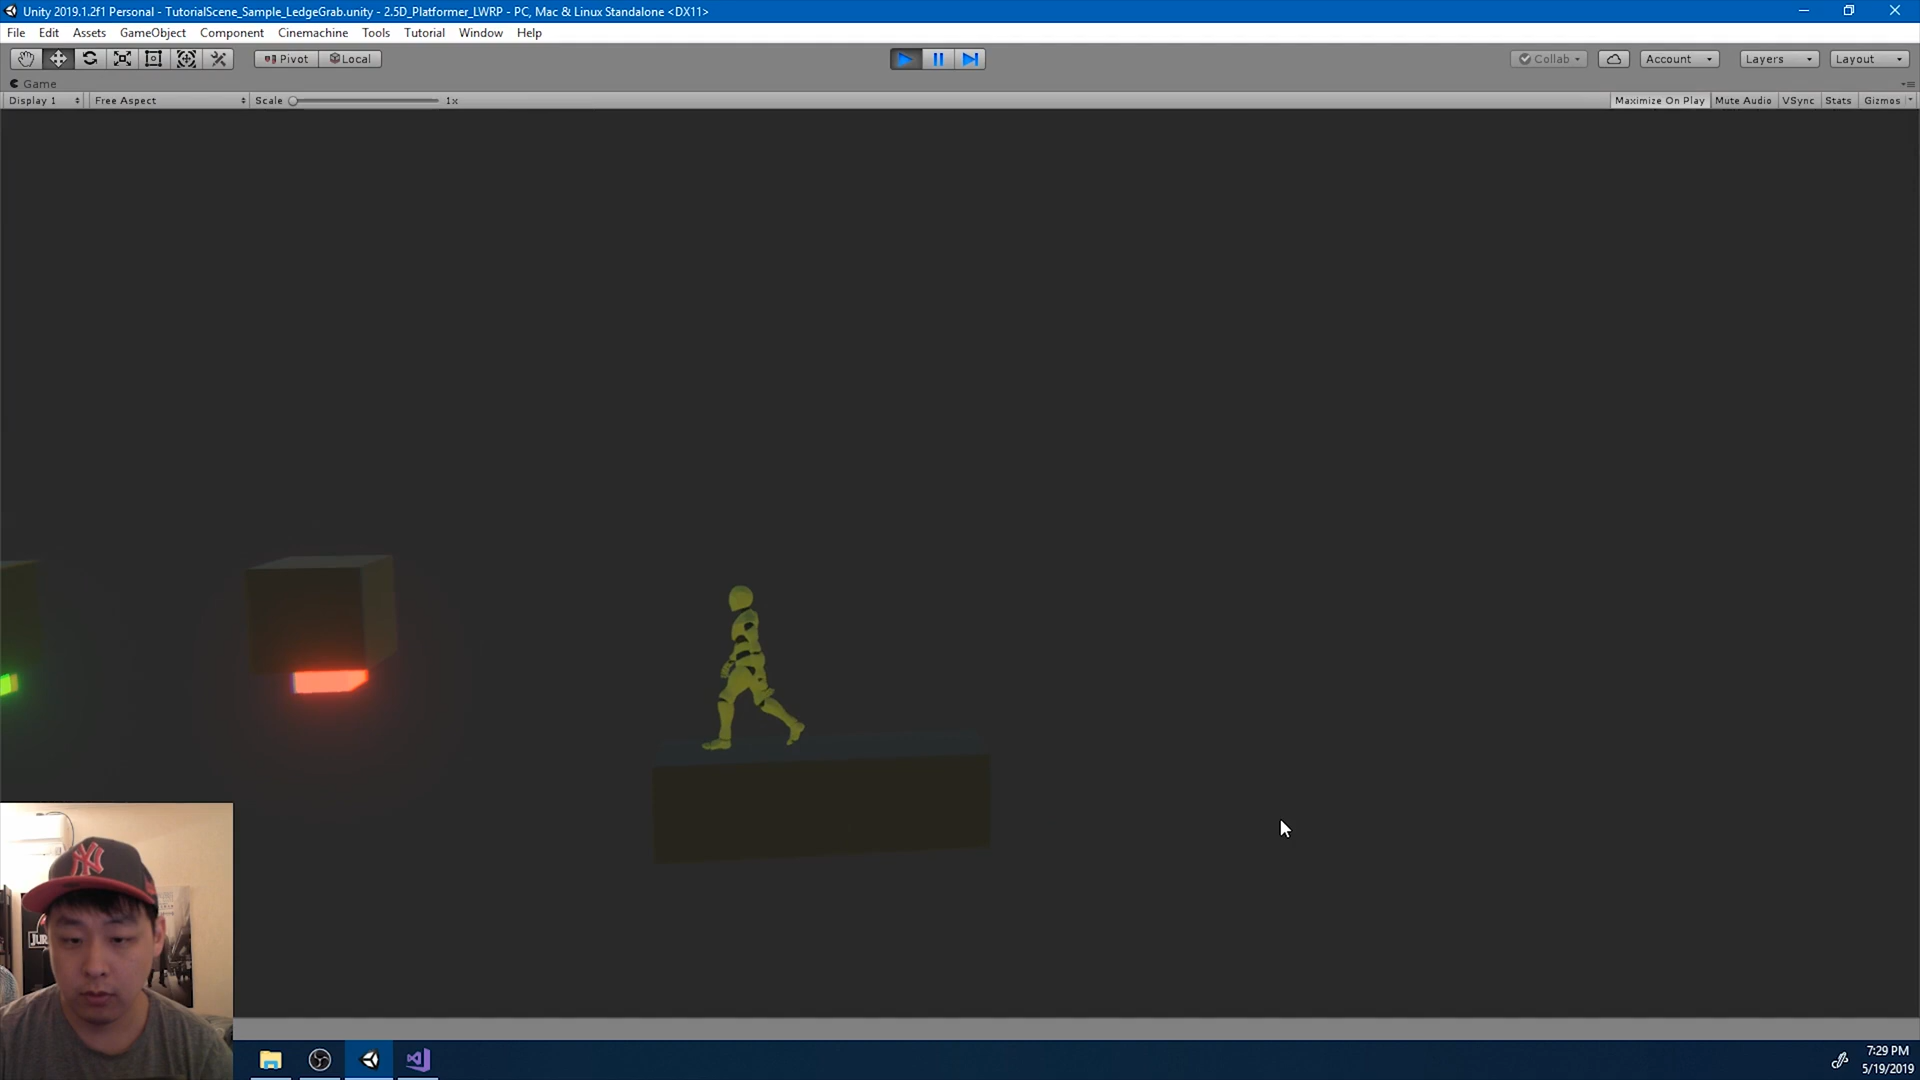 Unity 2019.1.2f1 Personal - TutorialScene_Sample_LedgeGrab.unity - 2.5D_Platformer_LWRP - PC, Mac & Linux Standalone <DX11>
File Edit Assets GameObject Component Cinemachine Tools Tutorial Window Help
Pivot Local Collab Account Layers Layout
Game
Display 1 Free Aspect Scale 1x Maximize On Play Mute Audio VSync Stats Gizmos
NY
JUR
7:29 PM
5/19/2019